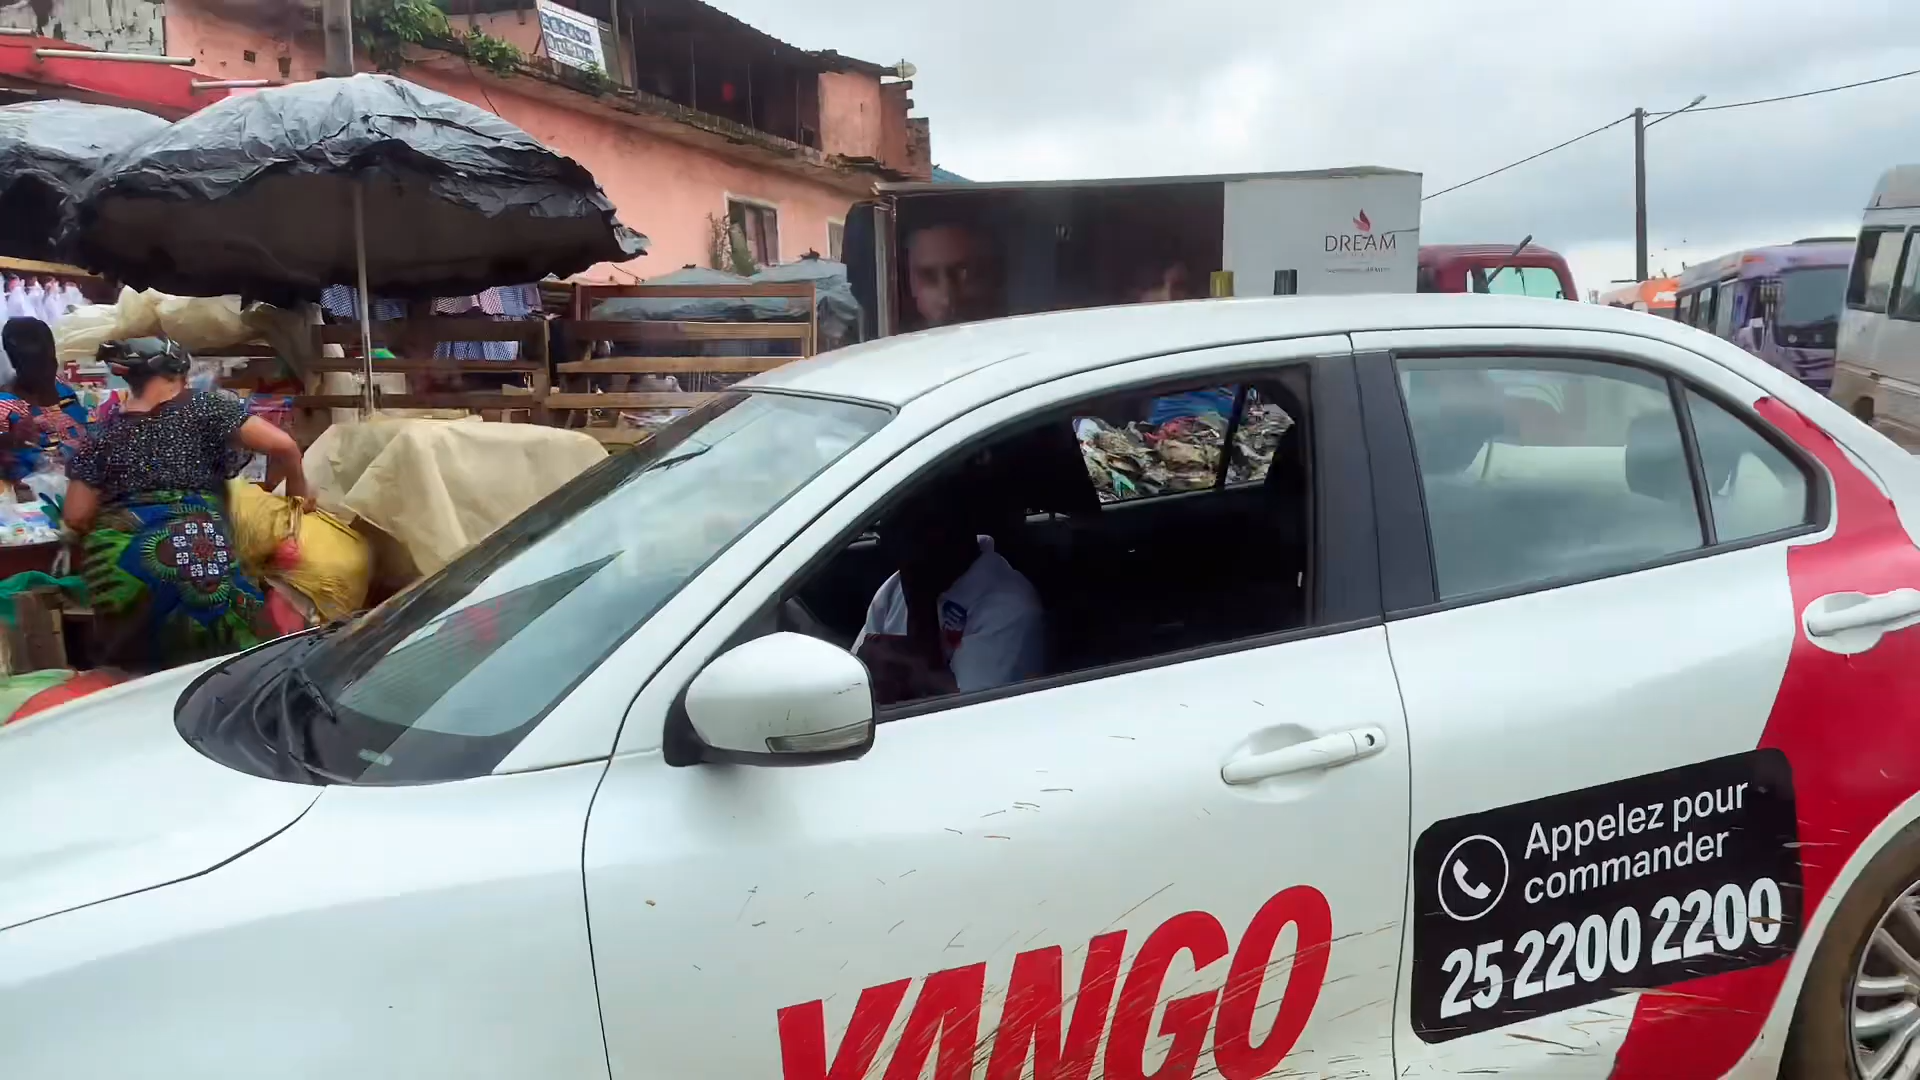 DREAM
Appelez pour
commander
25 2200 2200
YANGO